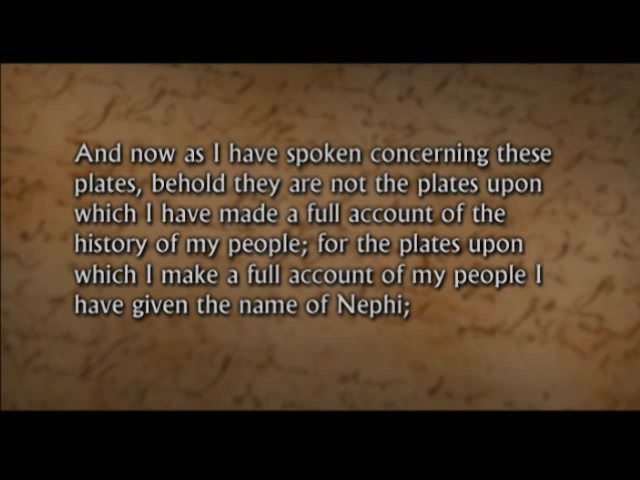 And now as I have spoken concerning these
plates, behold they are not the plates upon
which I have made a full account of the
history of my people; for the plates upon
which I make a full account of my people I
have given the name of Nephi;